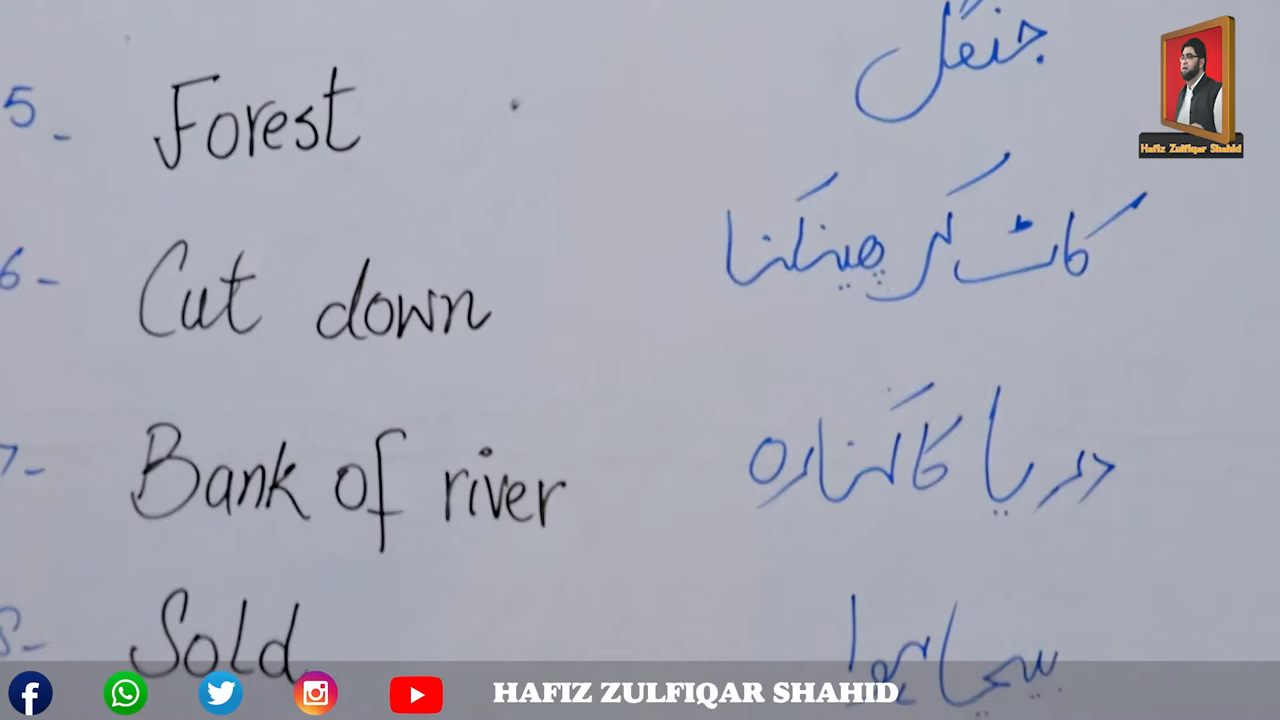 5- Forest جنگل
6- Cut down کاٹ کر پھینکنا
7- Bank of river دریا کا کنارہ
8- Sold بیچا ہوا
Hafiz Zulfiqar Shahid
HAFIZ ZULFIQAR SHAHID